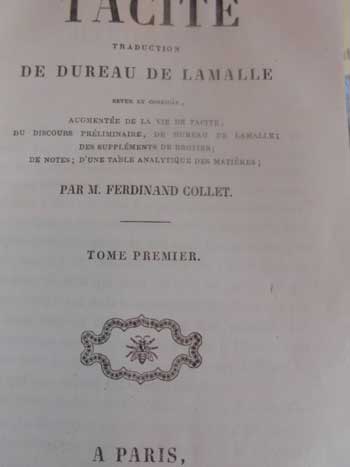 TACITE
TRADUCTION
DE DUREAU DE LAMALLE
REVUE ET CORRIGÉE,
AUGMENTÉE DE LA VIE DE TACITE,
DU DISCOURS PRÉLIMINAIRE, DE DUREAU DE LAMALLE;
DES SUPPLÉMENTS DE BROTIER;
DE NOTES; D'UNE TABLE ANALYTIQUE DES MATIÈRES;
PAR M. FERDINAND COLLET.
TOME PREMIER.
A PARIS,